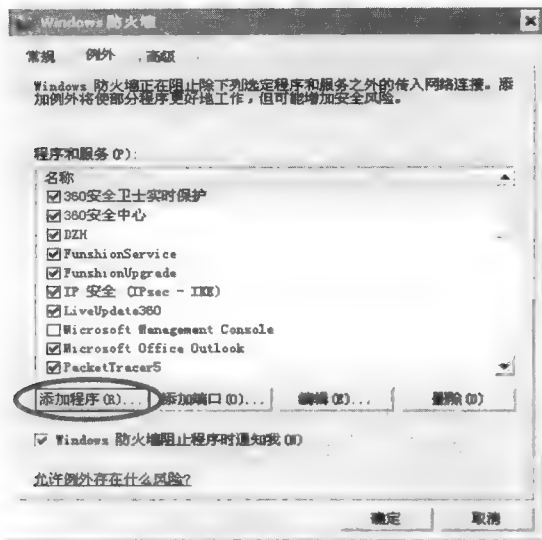 Windows 防火墙
常规 例外 高级
Windows 防火墙正在阻止除下列选定程序和服务之外的传入网络连接。添
加例外将使部分程序更好地工作，但可能增加安全风险。
程序和服务(P):
名称
360安全卫士实时保护
360安全中心
DZH
FunshionService
FunshionUpgrade
IP 安全 (IPsec - IKE)
LiveUpdate360
Microsoft Management Console
Microsoft Office Outlook
PacketTracer5
添加程序(R)... 添加端口(O)... 编辑(E)... 删除(D)
Windows 防火墙阻止程序时通知我(N)
允许例外存在什么风险?
确定 取消